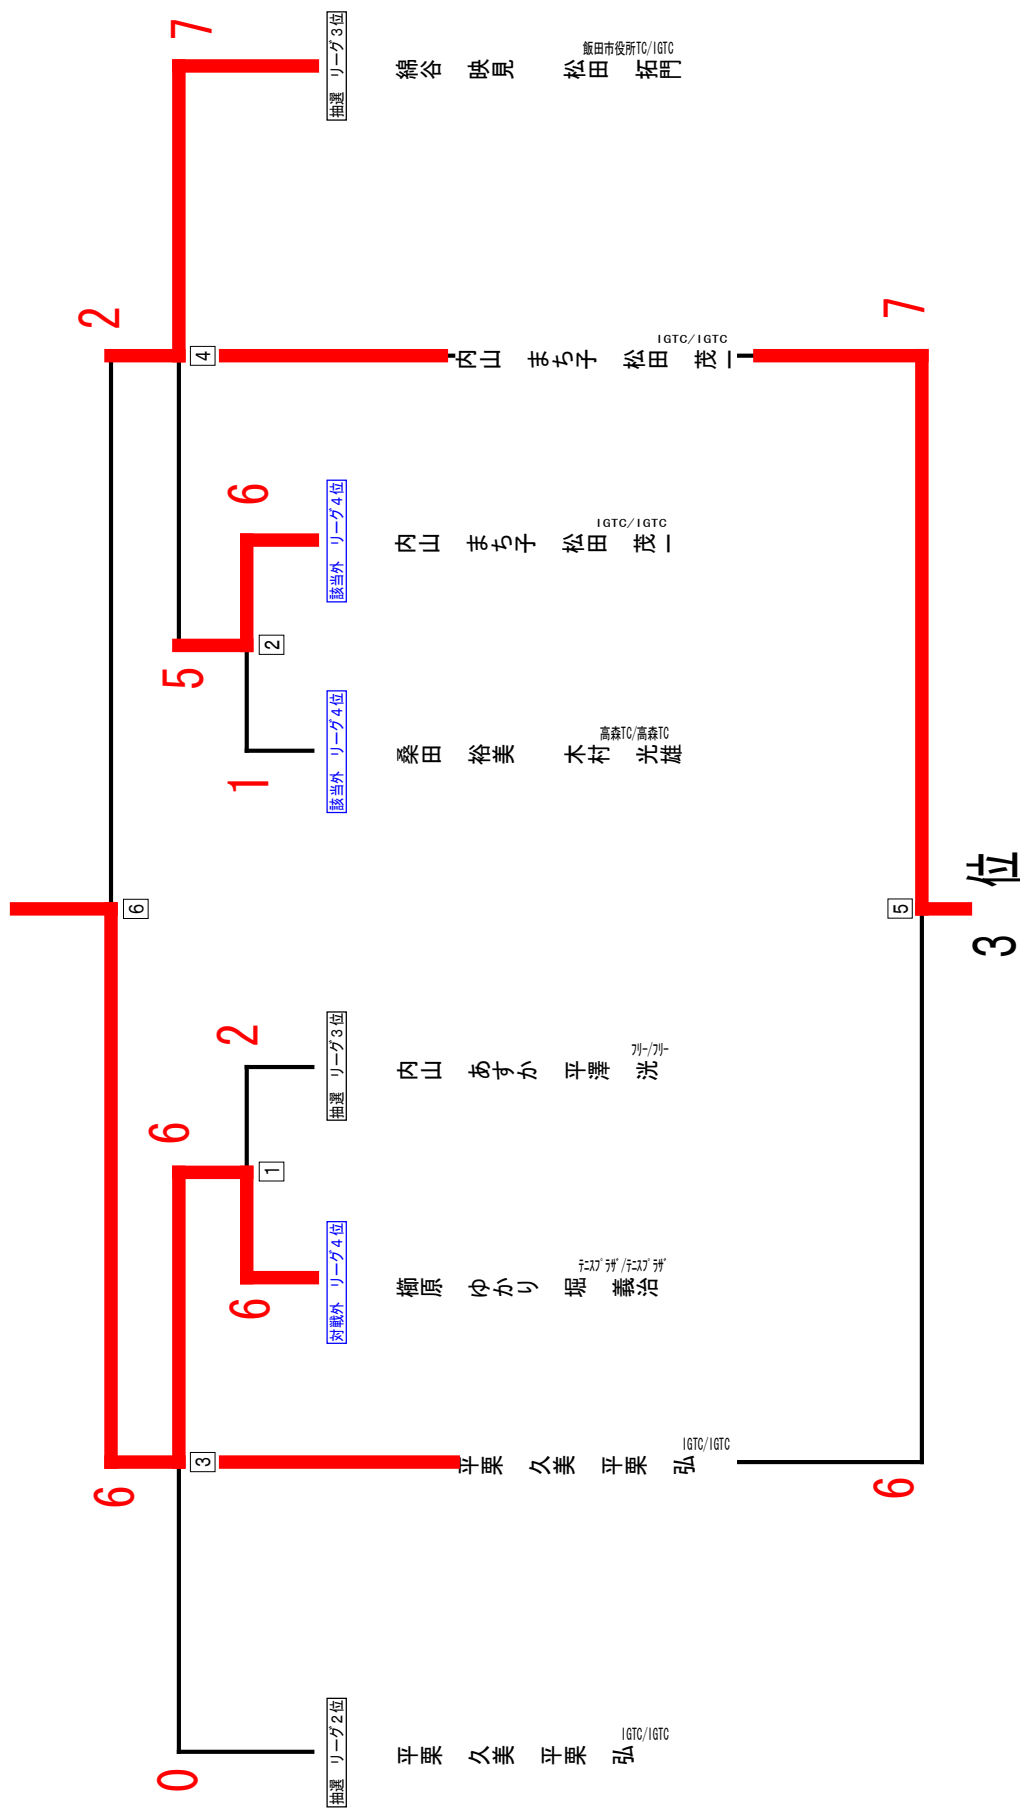 7
抽選　リーグ3位
飯田市役所TC/IGTC
綿谷　映見　　松田　拓門
2
4
IGTC/IGTC
内山　まち子　松田　茂一
7
6
該当外　リーグ4位
IGTC/IGTC
内山　まち子　松田　茂一
5
2
1
該当外　リーグ4位
高森TC/高森TC
桑田　裕美　　木村　光雄
6
5
3　位
2
抽選　リーグ3位
フリー/フリー
内山　あすか　平澤　洸
6
1
6
対戦外　リーグ4位
テニスプラザ/テニスプラザ
櫛原　ゆかり　堀　義治
6
3
IGTC/IGTC
平栗　久美　平栗　弘
6
0
抽選　リーグ2位
IGTC/IGTC
平栗　久美　平栗　弘